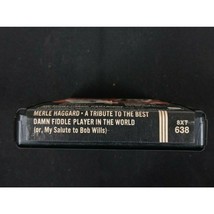 MERLE HAGGARD • A TRIBUTE TO THE BEST
DAMN FIDDLE PLAYER IN THE WORLD
(or, My Salute to Bob Wills)
8XT
638